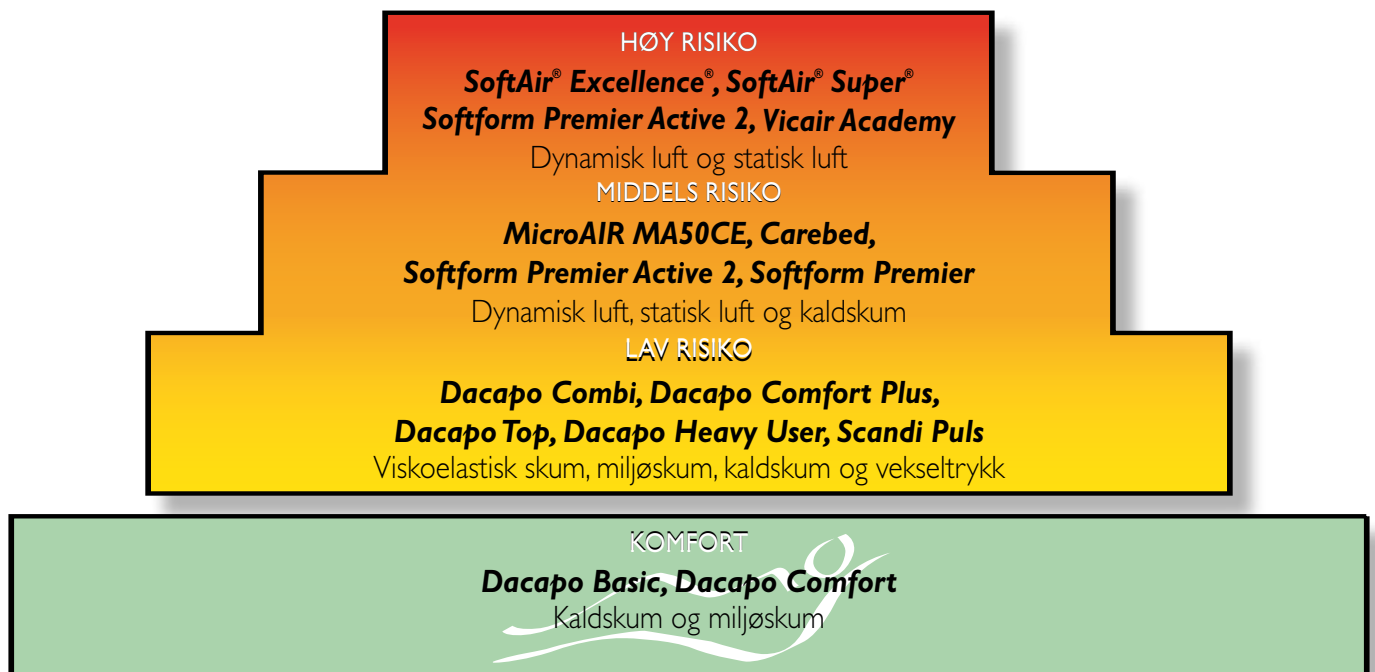 HØY RISIKO
SoftAir® Excellence®, SoftAir® Super®
Softform Premier Active 2, Vicair Academy
Dynamisk luft og statisk luft
MIDDELS RISIKO
MicroAIR MA50CE, Carebed,
Softform Premier Active 2, Softform Premier
Dynamisk luft, statisk luft og kaldskum
LAV RISIKO
Dacapo Combi, Dacapo Comfort Plus,
Dacapo Top, Dacapo Heavy User, Scandi Puls
Viskoelastisk skum, miljøskum, kaldskum og vekseltrykk
KOMFORT
Dacapo Basic, Dacapo Comfort
Kaldskum og miljøskum